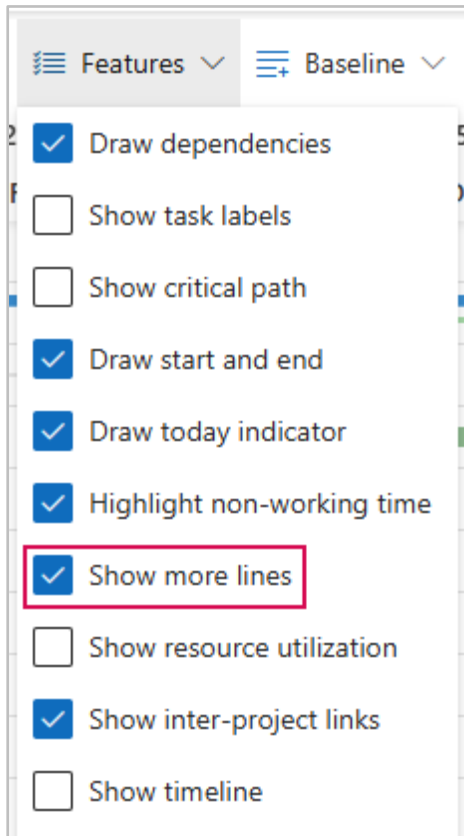 Features Baseline
Draw dependencies
Show task labels
Show critical path
Draw start and end
Draw today indicator
Highlight non-working time
Show more lines
Show resource utilization
Show inter-project links
Show timeline